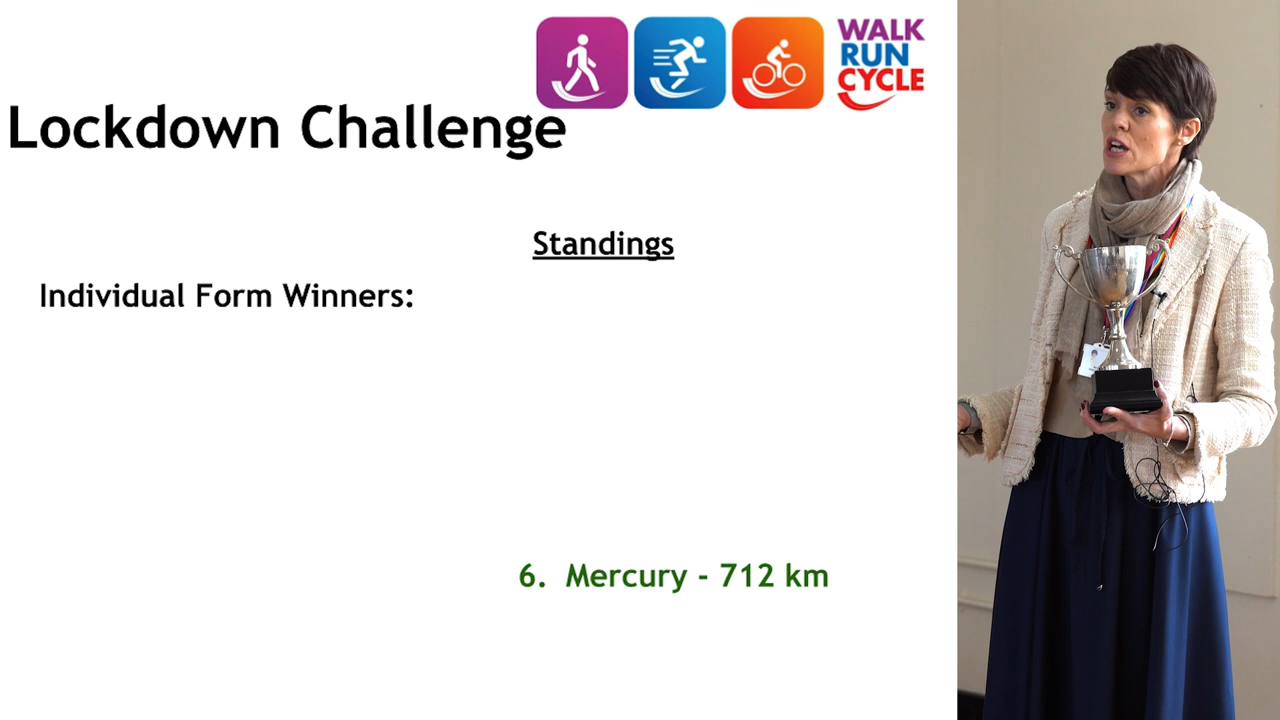 WALK
RUN
CYCLE
Lockdown Challenge
Standings
Individual Form Winners:
6. Mercury - 712 km